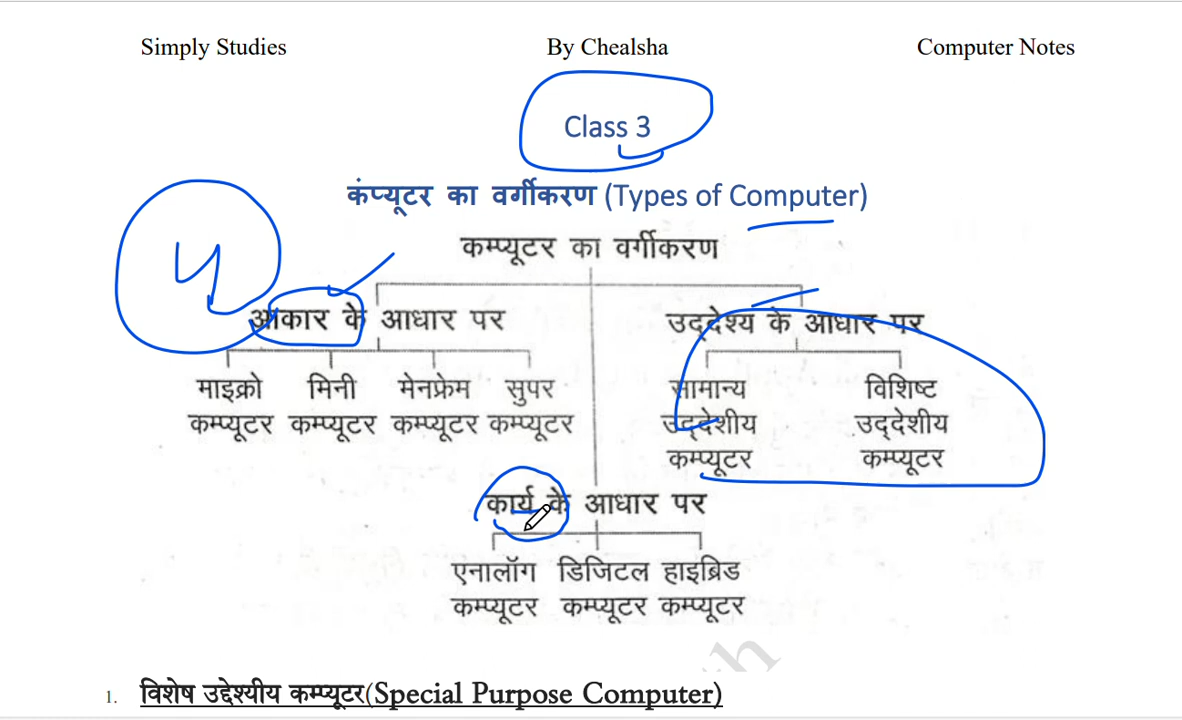 Simply Studies By Chealsha Computer Notes
Class 3
कंप्यूटर का वर्गीकरण (Types of Computer)
कम्प्यूटर का वर्गीकरण
आकार के आधार पर
उद्देश्य के आधार पर
माइक्रो कम्प्यूटर
मिनी कम्प्यूटर
मेनफ्रेम कम्प्यूटर
सुपर कम्प्यूटर
सामान्य
उद्देशीय
कम्प्यूटर
विशिष्ट
उद्देशीय
कम्प्यूटर
कार्य के आधार पर
एनालॉग कम्प्यूटर
डिजिटल कम्प्यूटर
हाइब्रिड कम्प्यूटर
1. विशेष उद्देश्यीय कम्प्यूटर(Special Purpose Computer)